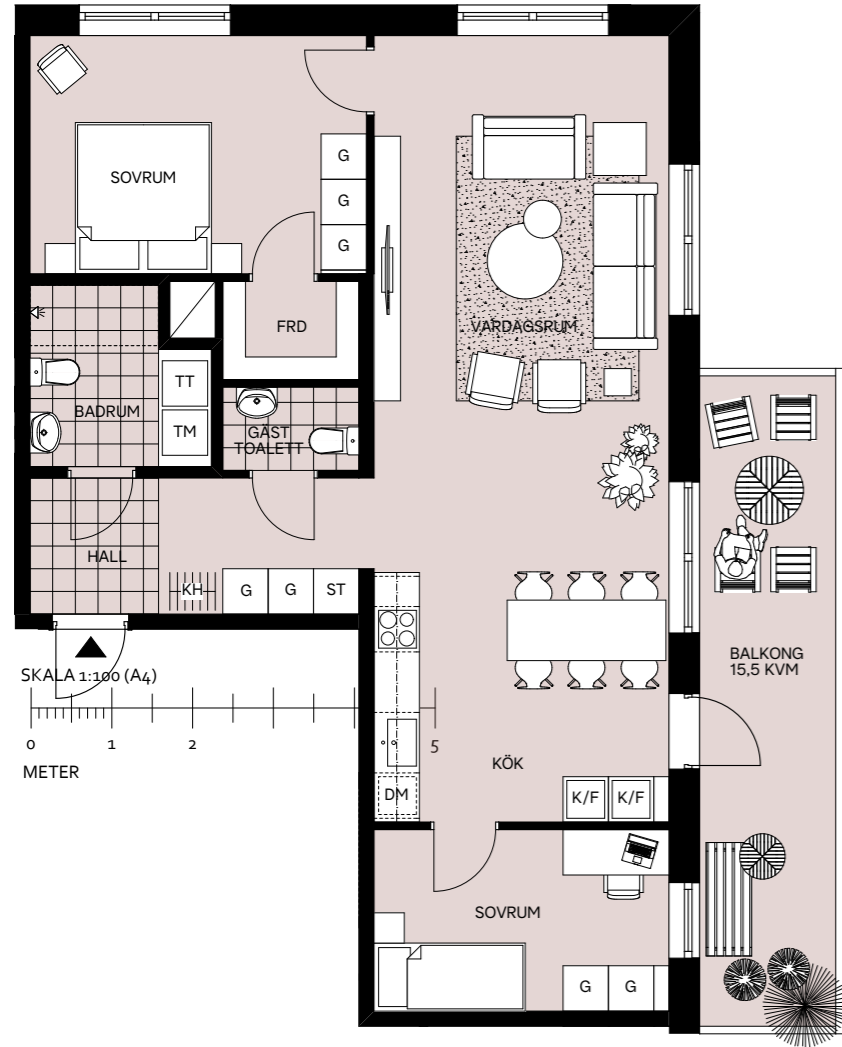 SOVRUM
G
G
G
FRD
VARDAGSRUM
TT
TM
BADRUM
GÄST
TOALETT
HALL
KH
G
G
ST
BALKONG
15,5 KVM
SKALA 1:100 (A4)
0 1 2 5
METER
KÖK
DM
K/F
K/F
SOVRUM
G
G